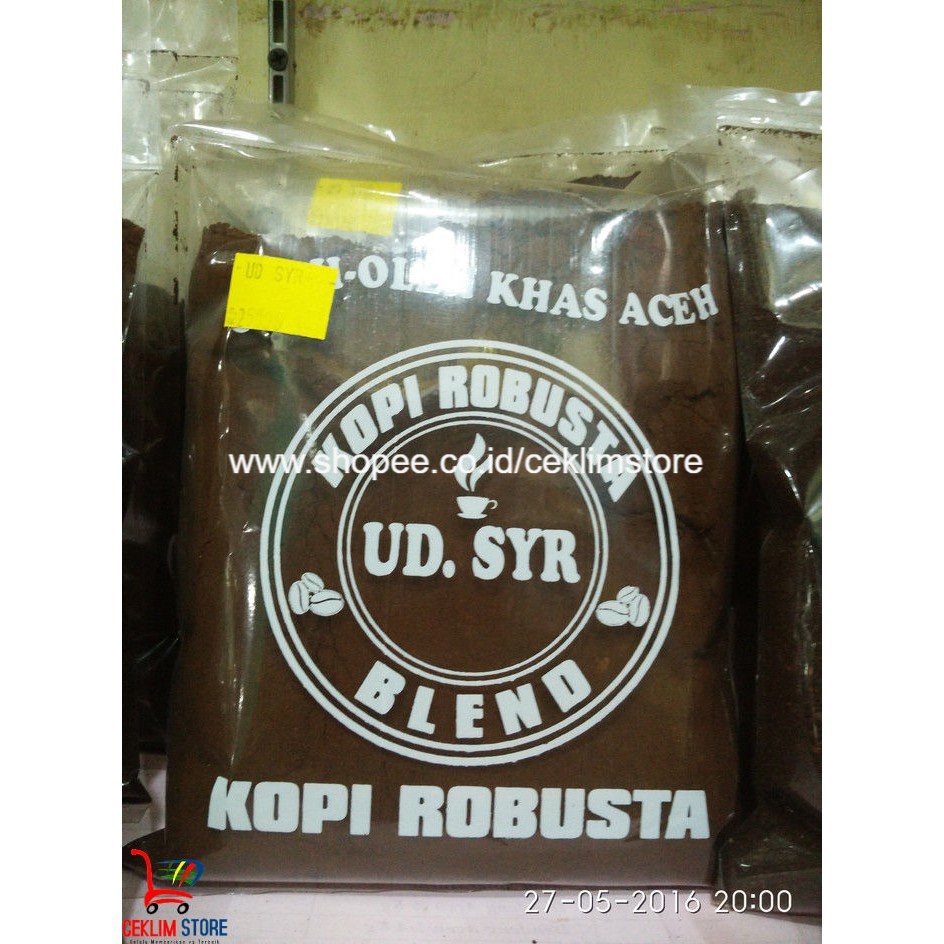 UD SYR
KHAS ACEH
KOPI ROBUSTA
www.shopee.co.id/ceklimstore
UD. SYR
BLEND
KOPI ROBUSTA
27-05-2016 20:00
CEKLIM STORE